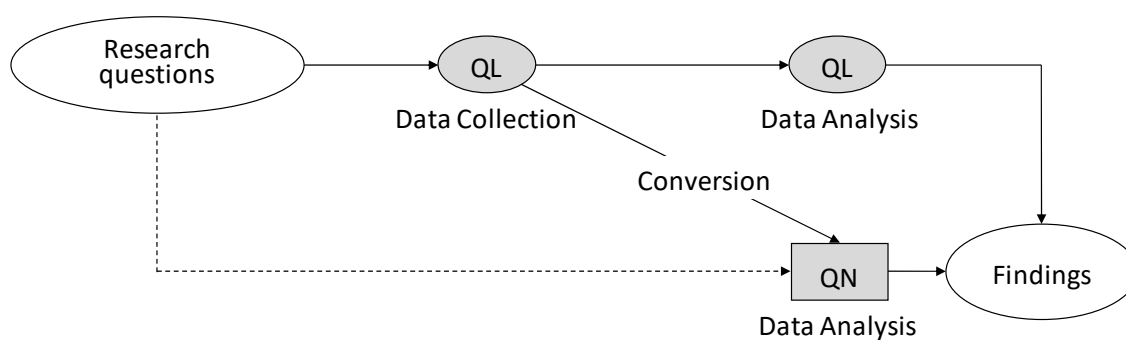 Research
questions
QL
QL
Data Collection
Data Analysis
Conversion
QN
Findings
Data Analysis